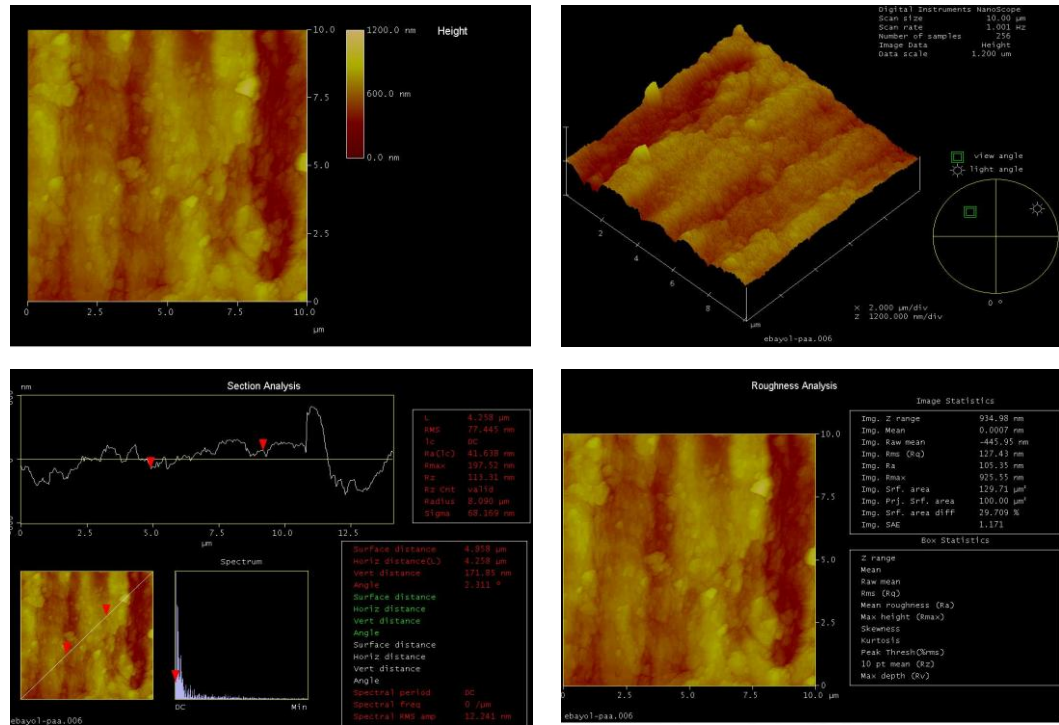 Height
1200.0 nm
600.0 nm
0.0 nm
10.0
7.5
5.0
2.5
0
0
2.5
5.0
7.5
10.0
μm
Digital Instruments NanoScope
Scan size 10.00 μm
Scan rate 1.001 Hz
Number of samples 256
Image Data Height
Data scale 1.200 um
view angle
light angle
0 °
2
4
6
8
μm
X 2.000 μm/div
Z 1200.000 nm/div
ebayol-paa.006
nm
Section Analysis
0
2.5
5.0
7.5
10.0
12.5
μm
L 4.258 μm
RMS 77.445 nm
lc DC
Ra(lc) 41.638 nm
Rmax 197.52 nm
Rz 113.31 nm
Rz Cnt valid
Radius 8.090 μm
Sigma 68.169 nm
Spectrum
DC
Min
Surface distance 4.858 μm
Horiz distance(L) 4.258 μm
Vert distance 171.85 nm
Angle 2.311 °
Surface distance
Horiz distance
Vert distance
Angle
Surface distance
Horiz distance
Vert distance
Angle
Spectral period DC
Spectral freq 0 /μm
Spectral RMS amp 12.241 nm
ebayol-paa.006
Roughness Analysis
10.0
7.5
5.0
2.5
0
0
2.5
5.0
7.5
10.0
μm
ebayol-paa.006
Image Statistics
Img. Z range 934.98 nm
Img. Mean 0.0007 nm
Img. Raw mean -445.95 nm
Img. Rms (Rq) 127.43 nm
Img. Ra 105.35 nm
Img. Rmax 925.55 nm
Img. Srf. area 129.71 μm²
Img. Prj. Srf. area 100.00 μm²
Img. Srf. area diff 29.709 %
Img. SAE 1.171
Box Statistics
Z range
Mean
Raw mean
Rms (Rq)
Mean roughness (Ra)
Max height (Rmax)
Skewness
Kurtosis
Peak Thresh(%rms)
10 pt mean (Rz)
Max depth (Rv)